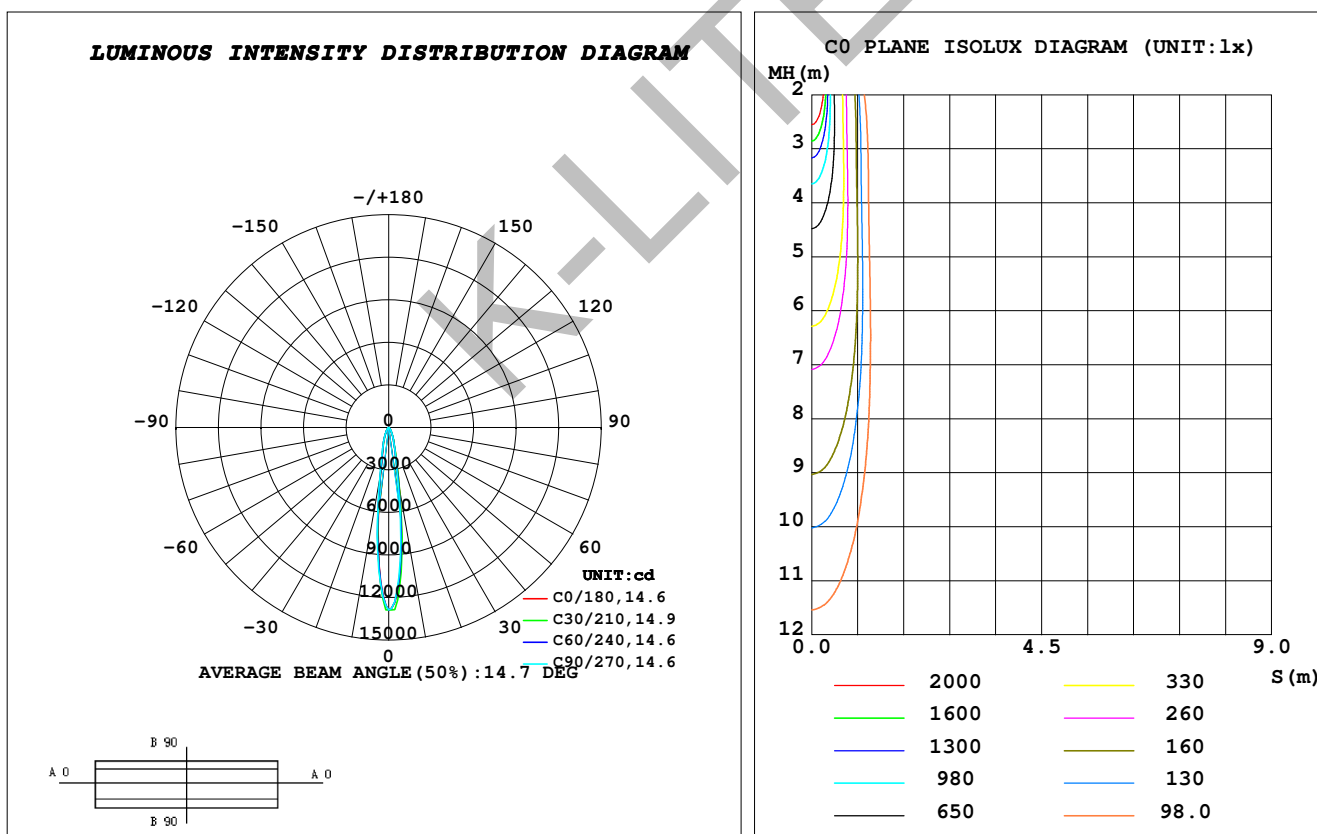 LUMINOUS INTENSITY DISTRIBUTION DIAGRAM
-/+180
-150
150
-120
120
-90
0
90
3000
6000
-60
9000
60
UNIT:cd
12000
C0/180,14.6
C30/210,14.9
-30
15000
30
C60/240,14.6
0
C90/270,14.6
AVERAGE BEAM ANGLE(50%):14.7 DEG
B 90
A 0
A 0
B 90
C0 PLANE ISOLUX DIAGRAM (UNIT:lx)
MH(m)
2
3
4
5
6
7
8
9
10
11
12
0.0 4.5 9.0
S(m)
2000 330
1600 260
1300 160
980 130
650 98.0
K-LITE